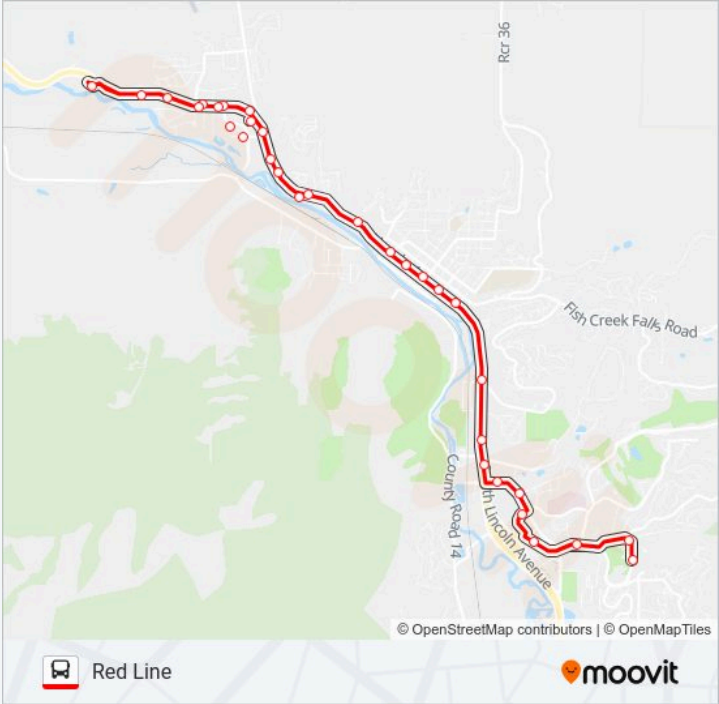 Rcr 36
Fish Creek Falls Road
County Road 14
th Lincoln Avenue
© OpenStreetMap contributors | © OpenMapTiles
Red Line
moovit